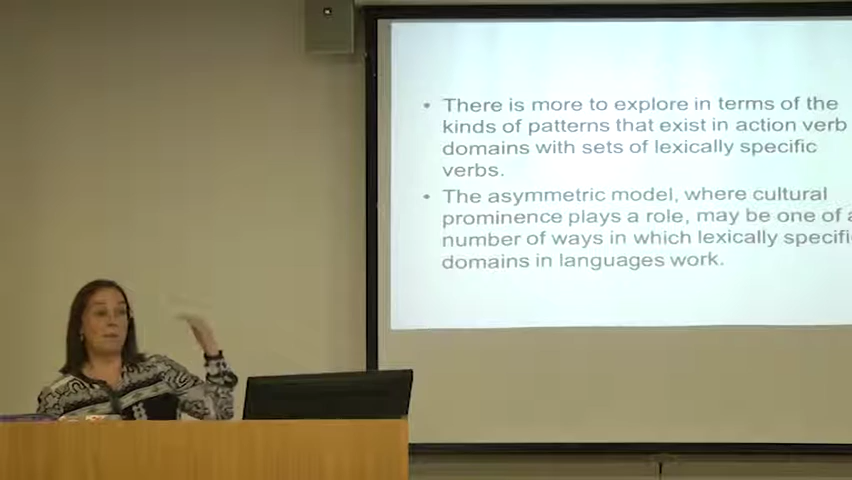 • There is more to explore in terms of the
kinds of patterns that exist in action verb
domains with sets of lexically specific
verbs.
• The asymmetric model, where cultural
prominence plays a role, may be one of a
number of ways in which lexically specific
domains in languages work.